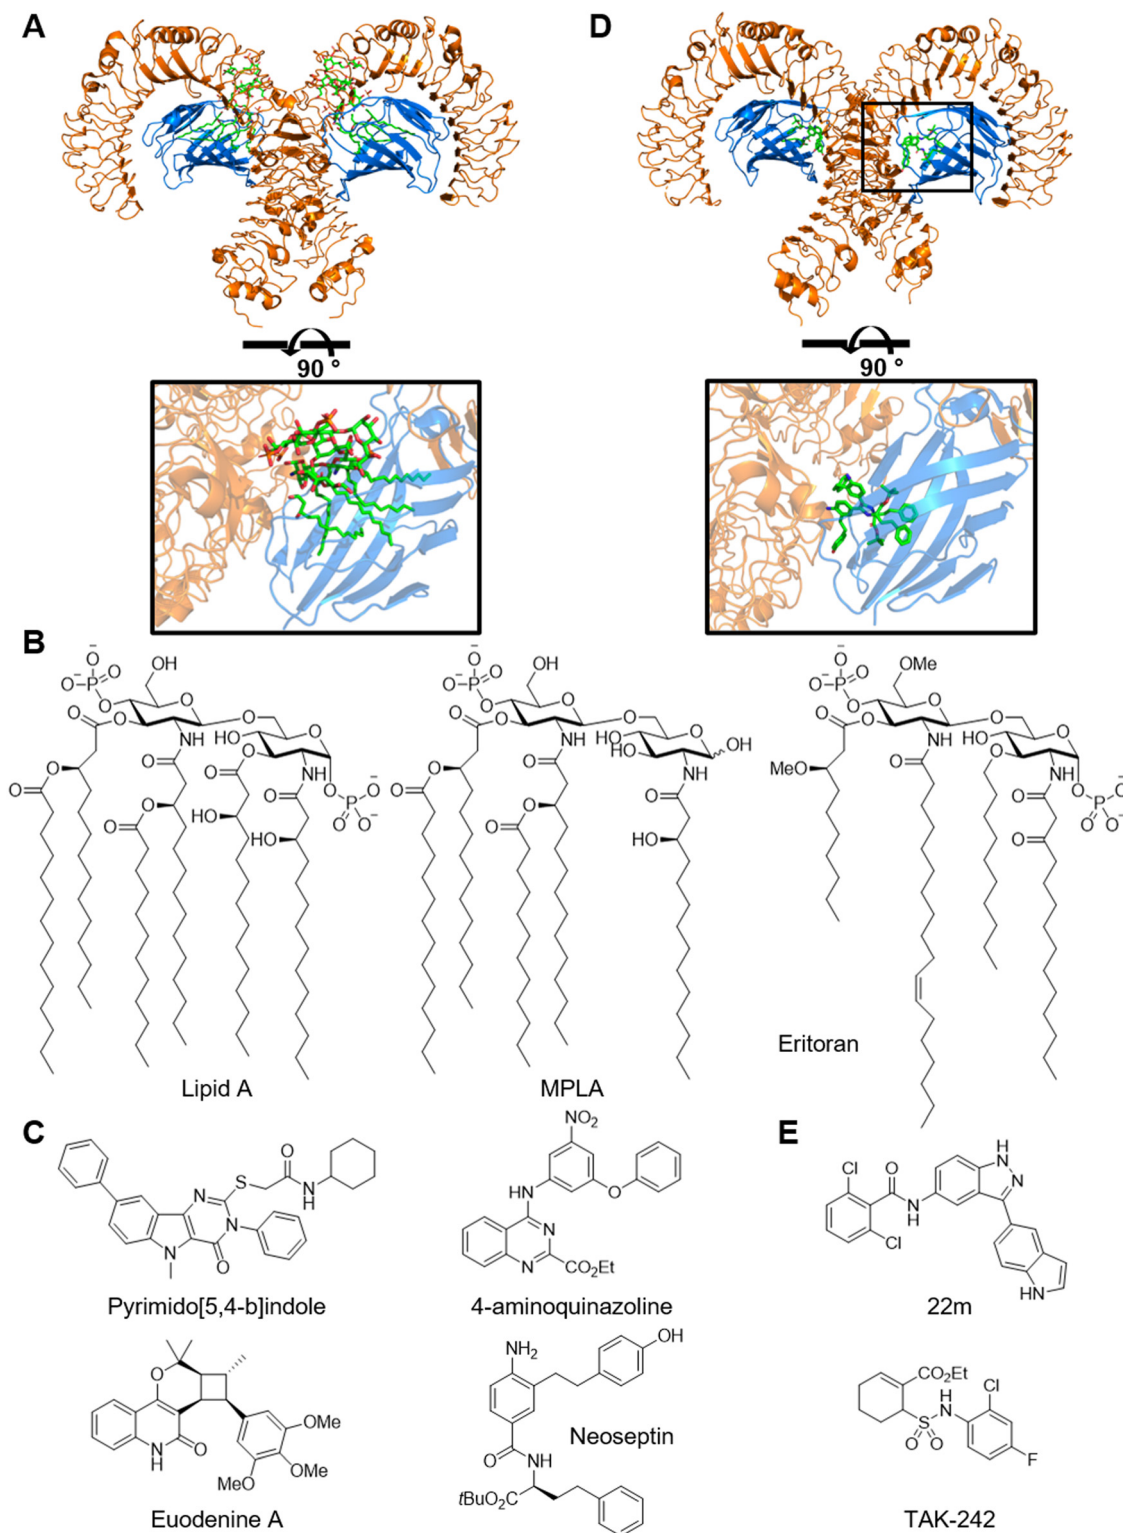 A
D
90 °
90 °
B
O⁻
⁻O-P=O
O
OH
O
O
O
O
NH
O
O
O
O
O
HO
O
O
NH
O
O⁻
P-O⁻
O
O⁻
O
O
HO
HO
Lipid A
O⁻
⁻O-P=O
O
OH
O
O
O
O
NH
O
O
O
O
O
HO
HO
O
OH
NH
O
HO
MPLA
O⁻
⁻O-P=O
O
OMe
O
O
O
MeO
O
NH
O
HO
O
O
NH
O
O
O
O⁻
P-O⁻
O
O⁻
Eritoran
C
E
N
S
O
N
H
N
N
O
CH₃
Pyrimido[5,4-b]indole
NO₂
HN
O
N
N
CO₂Et
4-aminoquinazoline
Cl
O
N
H
Cl
H
N
N
HN
22m
O
N
H
O
OMe
OMe
MeO
Euodenine A
NH₂
OH
O
NH
tBuO₂C
Neoseptin
CO₂Et
H
N
Cl
S
O
O
F
TAK-242